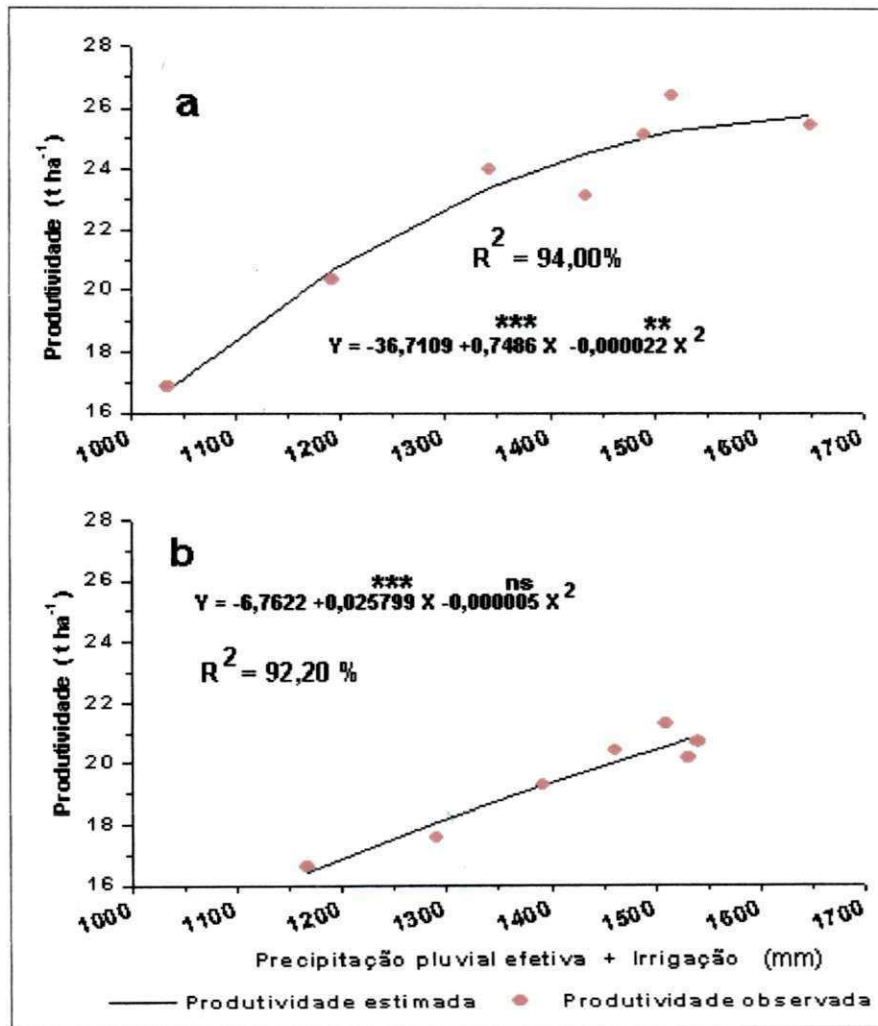 28
26
24
22
20
18
16
Produtividade (t ha-1)
a
R2 = 94,00%
*** **
Y = -36,7109 +0,7486 X -0,000022 X2
1000 1100 1200 1300 1400 1500 1600 1700
28
26
24
22
20
18
16
Produtividade (t ha-1)
b
*** ns
Y = -6,7622 +0,025799 X -0,000005 X2
R2 = 92,20 %
1000 1100 1200 1300 1400 1500 1600 1700
Precipitação pluvial efetiva + Irrigação (mm)
Produtividade estimada Produtividade observada